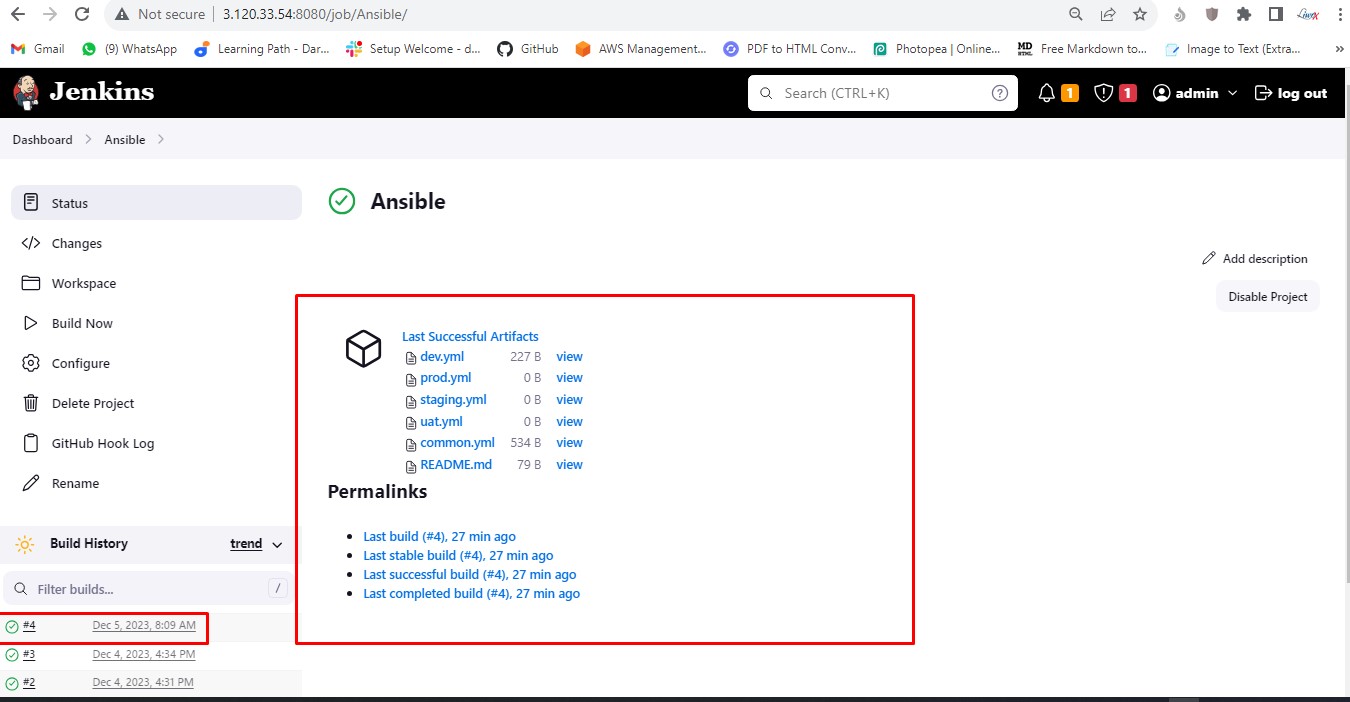 Not secure 3.120.33.54:8080/job/Ansible/
Gmail (9) WhatsApp Learning Path - Dar... Setup Welcome - d... GitHub AWS Management... PDF to HTML Conv... Photopea | Online... Free Markdown to... Image to Text (Extra... »
Jenkins Search (CTRL+K) ? 1 1 admin log out
Dashboard Ansible
Status
Changes
Workspace
Build Now
Configure
Delete Project
GitHub Hook Log
Rename
Build History trend
Filter builds... /
#4 Dec 5, 2023, 8:09 AM
#3 Dec 4, 2023, 4:34 PM
#2 Dec 4, 2023, 4:31 PM
Ansible
Add description
Disable Project
Last Successful Artifacts
dev.yml 227 B view
prod.yml 0 B view
staging.yml 0 B view
uat.yml 0 B view
common.yml 534 B view
README.md 79 B view
Permalinks
Last build (#4), 27 min ago
Last stable build (#4), 27 min ago
Last successful build (#4), 27 min ago
Last completed build (#4), 27 min ago